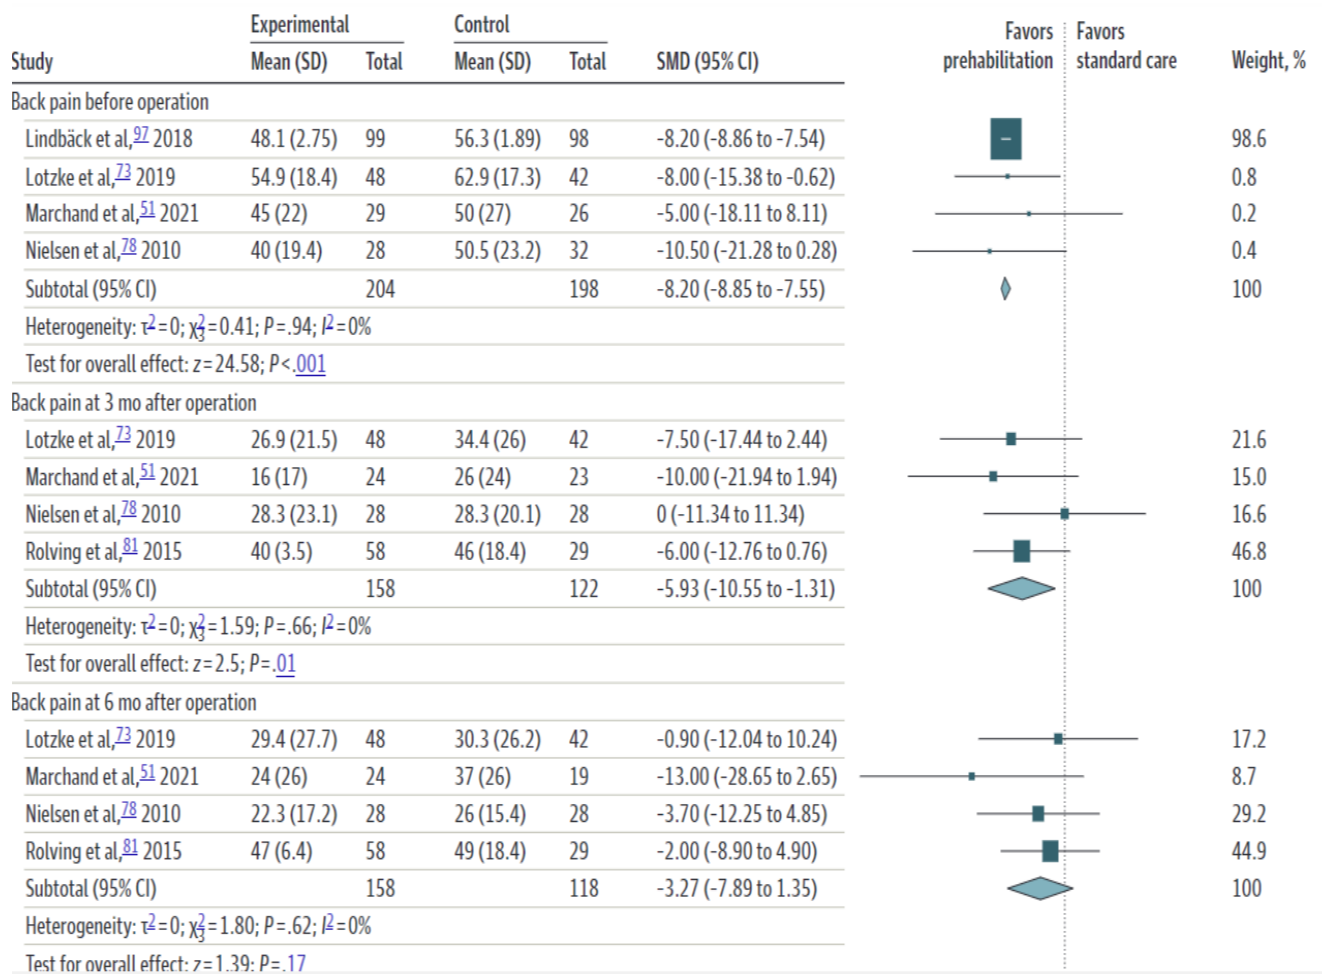 Experimental Control Favors Favors
Study Mean (SD) Total Mean (SD) Total SMD (95% CI) prehabilitation standard care Weight, %
Back pain before operation
Lindbäck et al,97 2018 48.1 (2.75) 99 56.3 (1.89) 98 -8.20 (-8.86 to -7.54) 98.6
Lotzke et al,73 2019 54.9 (18.4) 48 62.9 (17.3) 42 -8.00 (-15.38 to -0.62) 0.8
Marchand et al,51 2021 45 (22) 29 50 (27) 26 -5.00 (-18.11 to 8.11) 0.2
Nielsen et al,78 2010 40 (19.4) 28 50.5 (23.2) 32 -10.50 (-21.28 to 0.28) 0.4
Subtotal (95% CI) 204 198 -8.20 (-8.85 to -7.55) 100
Heterogeneity: τ2=0; χ23=0.41; P=.94; I2=0%
Test for overall effect: z=24.58; P<.001
Back pain at 3 mo after operation
Lotzke et al,73 2019 26.9 (21.5) 48 34.4 (26) 42 -7.50 (-17.44 to 2.44) 21.6
Marchand et al,51 2021 16 (17) 24 26 (24) 23 -10.00 (-21.94 to 1.94) 15.0
Nielsen et al,78 2010 28.3 (23.1) 28 28.3 (20.1) 28 0 (-11.34 to 11.34) 16.6
Rolving et al,81 2015 40 (3.5) 58 46 (18.4) 29 -6.00 (-12.76 to 0.76) 46.8
Subtotal (95% CI) 158 122 -5.93 (-10.55 to -1.31) 100
Heterogeneity: τ2=0; χ23=1.59; P=.66; I2=0%
Test for overall effect: z=2.5; P=.01
Back pain at 6 mo after operation
Lotzke et al,73 2019 29.4 (27.7) 48 30.3 (26.2) 42 -0.90 (-12.04 to 10.24) 17.2
Marchand et al,51 2021 24 (26) 24 37 (26) 19 -13.00 (-28.65 to 2.65) 8.7
Nielsen et al,78 2010 22.3 (17.2) 28 26 (15.4) 28 -3.70 (-12.25 to 4.85) 29.2
Rolving et al,81 2015 47 (6.4) 58 49 (18.4) 29 -2.00 (-8.90 to 4.90) 44.9
Subtotal (95% CI) 158 118 -3.27 (-7.89 to 1.35) 100
Heterogeneity: τ2=0; χ23=1.80; P=.62; I2=0%
Test for overall effect: z=1.39; P=.17